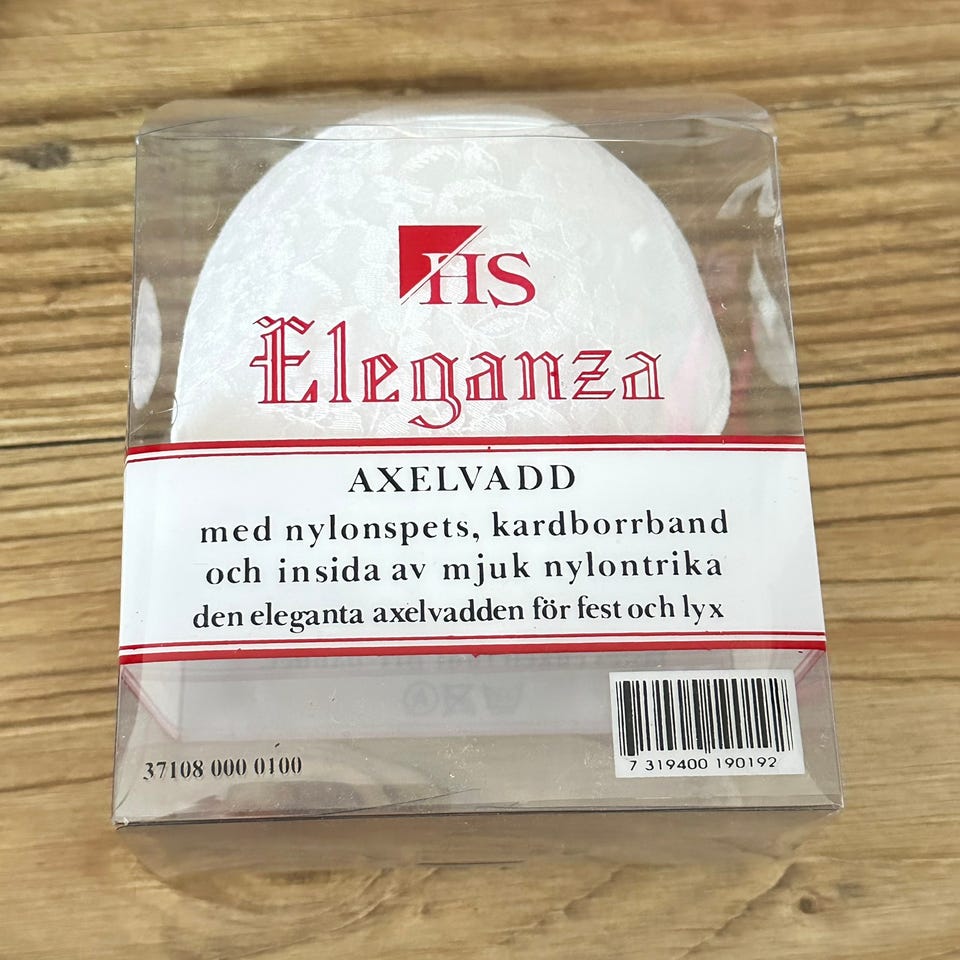 HS
Eleganza
AXELVADD
med nylonspets, kardborrband
och insida av mjuk nylontrika
den eleganta axelvadden för fest och lyx
37108 000 0100
7 319400 190192